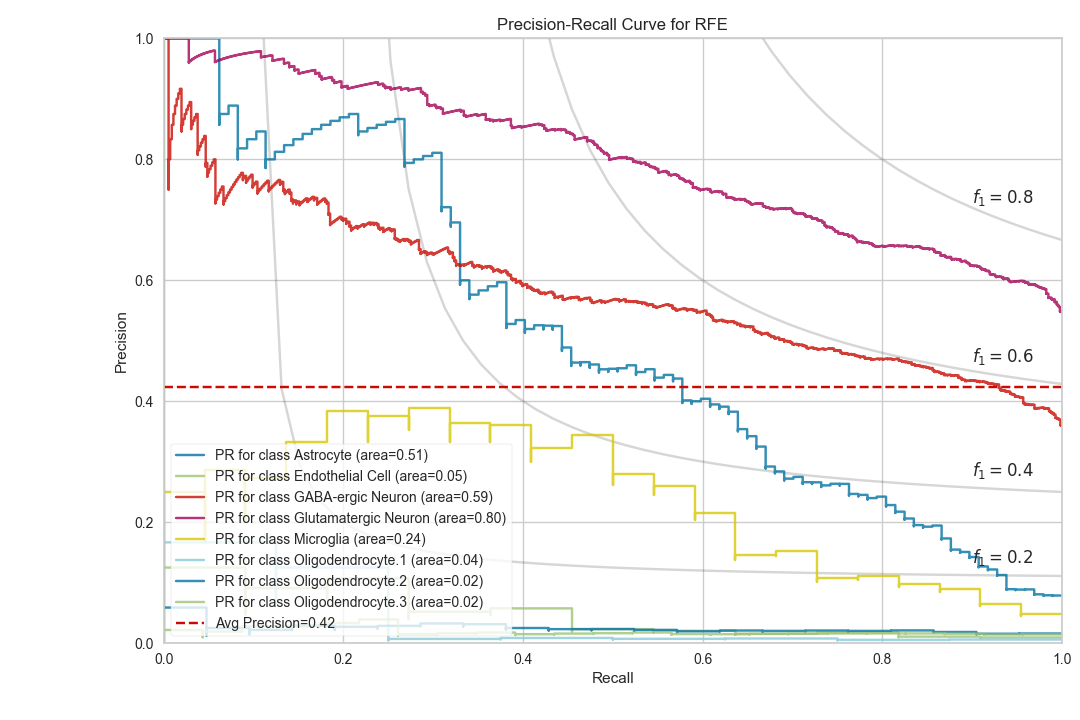 Precision-Recall Curve for RFE
1.0
0.8
0.6
0.4
0.2
0.0
Precision
f1 = 0.8
f1 = 0.6
f1 = 0.4
f1 = 0.2
PR for class Astrocyte (area=0.51)
PR for class Endothelial Cell (area=0.05)
PR for class GABA-ergic Neuron (area=0.59)
PR for class Glutamatergic Neuron (area=0.80)
PR for class Microglia (area=0.24)
PR for class Oligodendrocyte.1 (area=0.04)
PR for class Oligodendrocyte.2 (area=0.02)
PR for class Oligodendrocyte.3 (area=0.02)
Avg Precision=0.42
0.0 0.2 0.4 0.6 0.8 1.0
Recall